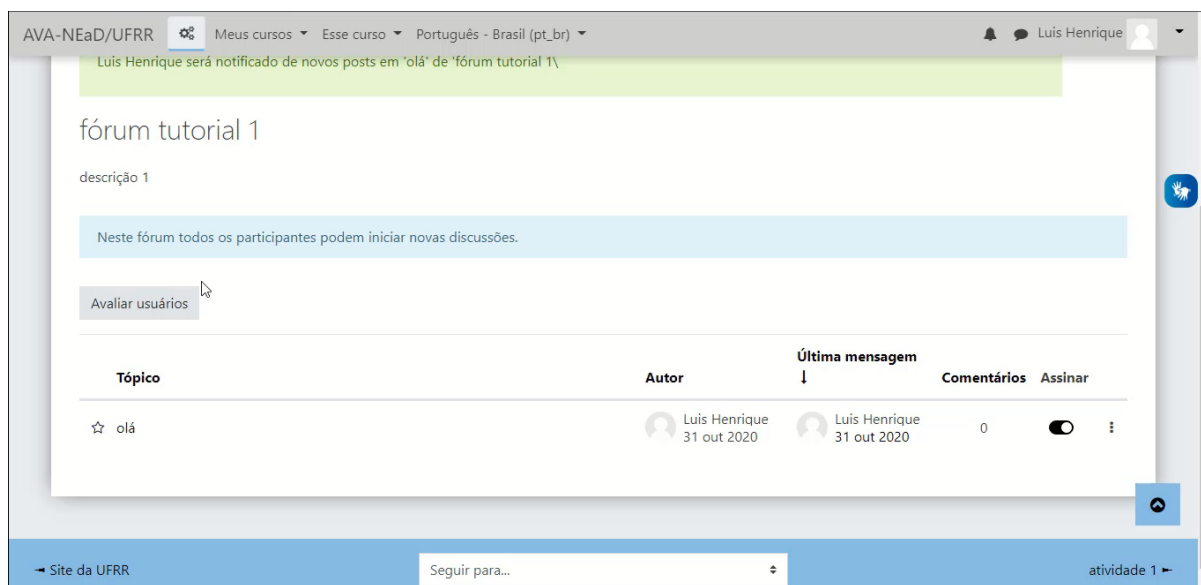 AVA-NEaD/UFRR Meus cursos Esse curso Português - Brasil (pt_br) Luis Henrique
Luis Henrique será notificado de novos posts em 'olá' de 'fórum tutorial 1\
fórum tutorial 1
descrição 1
Neste fórum todos os participantes podem iniciar novas discussões.
Avaliar usuários
Tópico Autor Última mensagem ↓ Comentários Assinar
olá Luis Henrique 31 out 2020 Luis Henrique 31 out 2020 0
Site da UFRR Seguir para... atividade 1